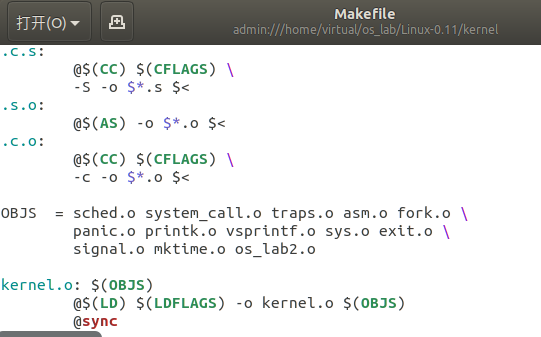 打开(O)
Makefile
admin:///home/virtual/os_lab/Linux-0.11/kernel
.c.s:
@$(CC) $(CFLAGS) \
-S -o $*.s $<
.s.o:
@$(AS) -o $*.o $<
.c.o:
@$(CC) $(CFLAGS) \
-c -o $*.o $<
OBJS = sched.o system_call.o traps.o asm.o fork.o \
panic.o printk.o vsprintf.o sys.o exit.o \
signal.o mktime.o os_lab2.o
kernel.o: $(OBJS)
@$(LD) $(LDFLAGS) -o kernel.o $(OBJS)
@sync